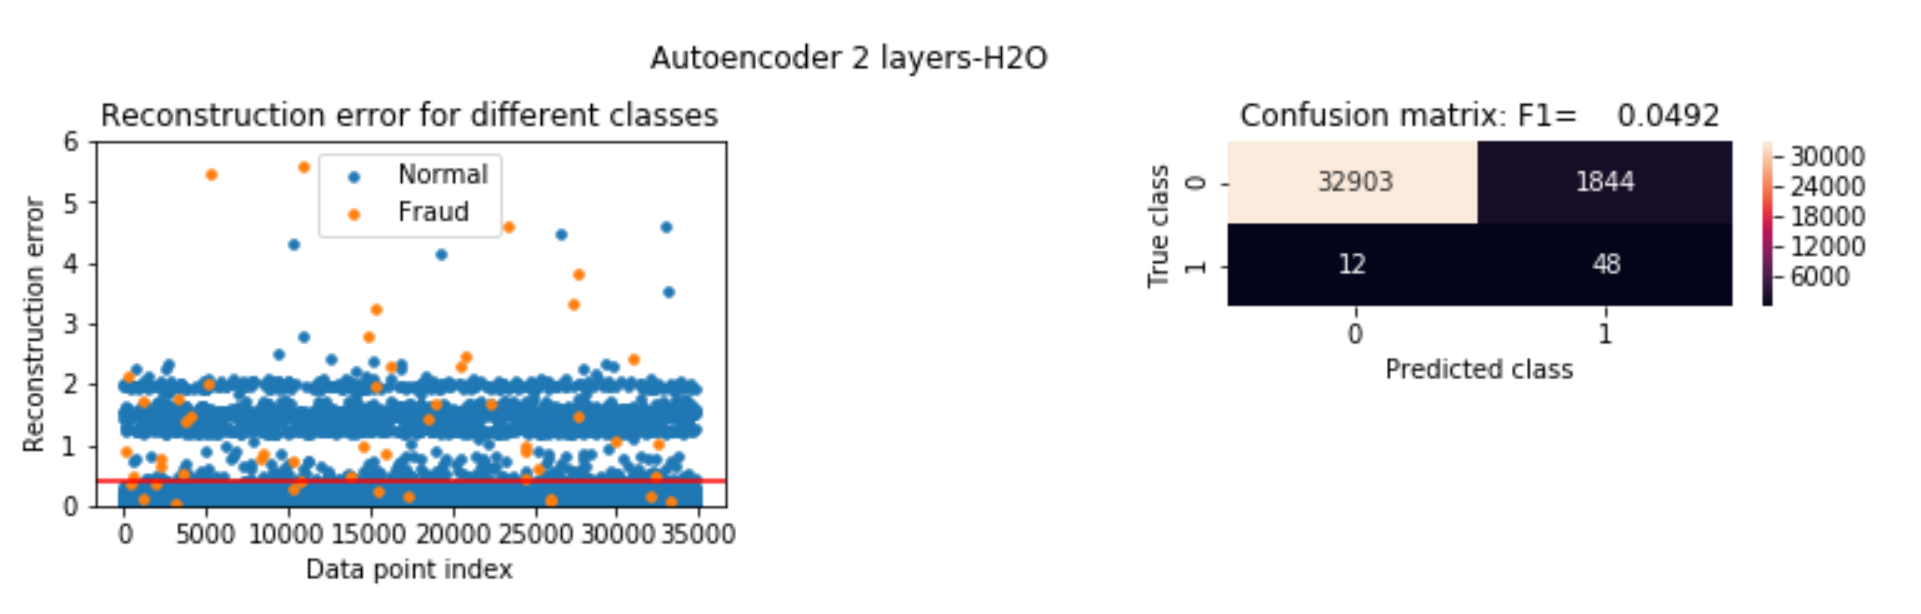 Autoencoder 2 layers-H2O
Reconstruction error for different classes
6
5
4
3
2
1
0
Reconstruction error
Normal
Fraud
0 5000 10000 15000 20000 25000 30000 35000
Data point index
Confusion matrix: F1= 0.0492
True class
0
1
32903 1844
12 48
0 1
Predicted class
30000
24000
18000
12000
6000